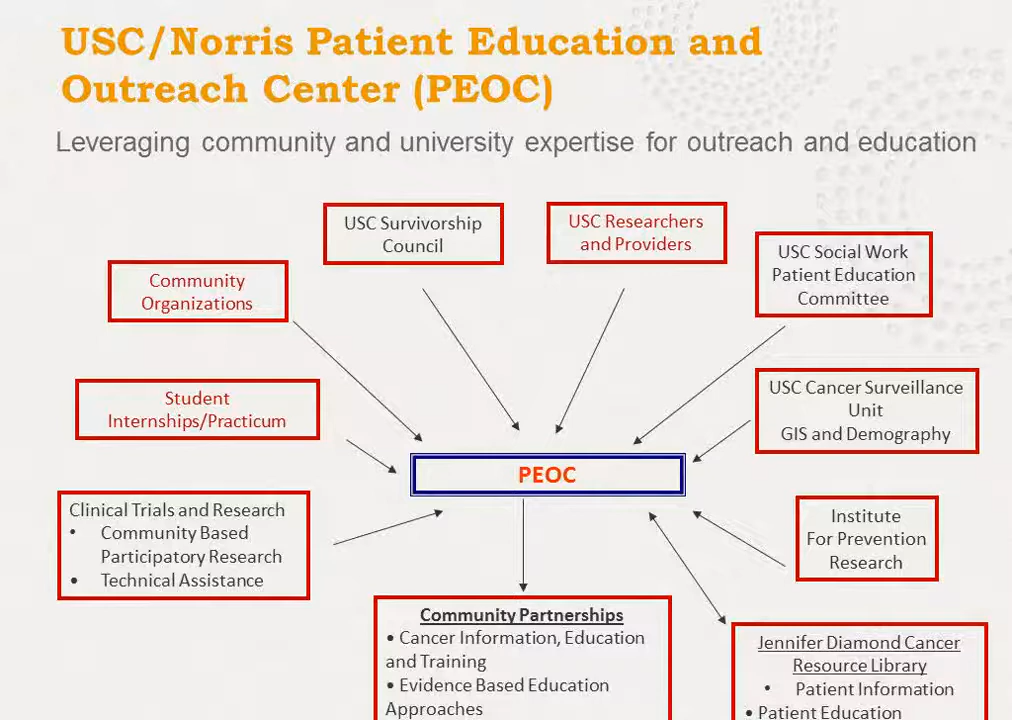 USC/Norris Patient Education and
Outreach Center (PEOC)
Leveraging community and university expertise for outreach and education
USC Survivorship
Council
USC Researchers
and Providers
USC Social Work
Patient Education
Committee
Community
Organizations
Student
Internships/Practicum
USC Cancer Surveillance
Unit
GIS and Demography
PEOC
Clinical Trials and Research
• Community Based
Participatory Research
• Technical Assistance
Institute
For Prevention
Research
Community Partnerships
• Cancer Information, Education
and Training
• Evidence Based Education
Approaches
Jennifer Diamond Cancer
Resource Library
• Patient Information
• Patient Education